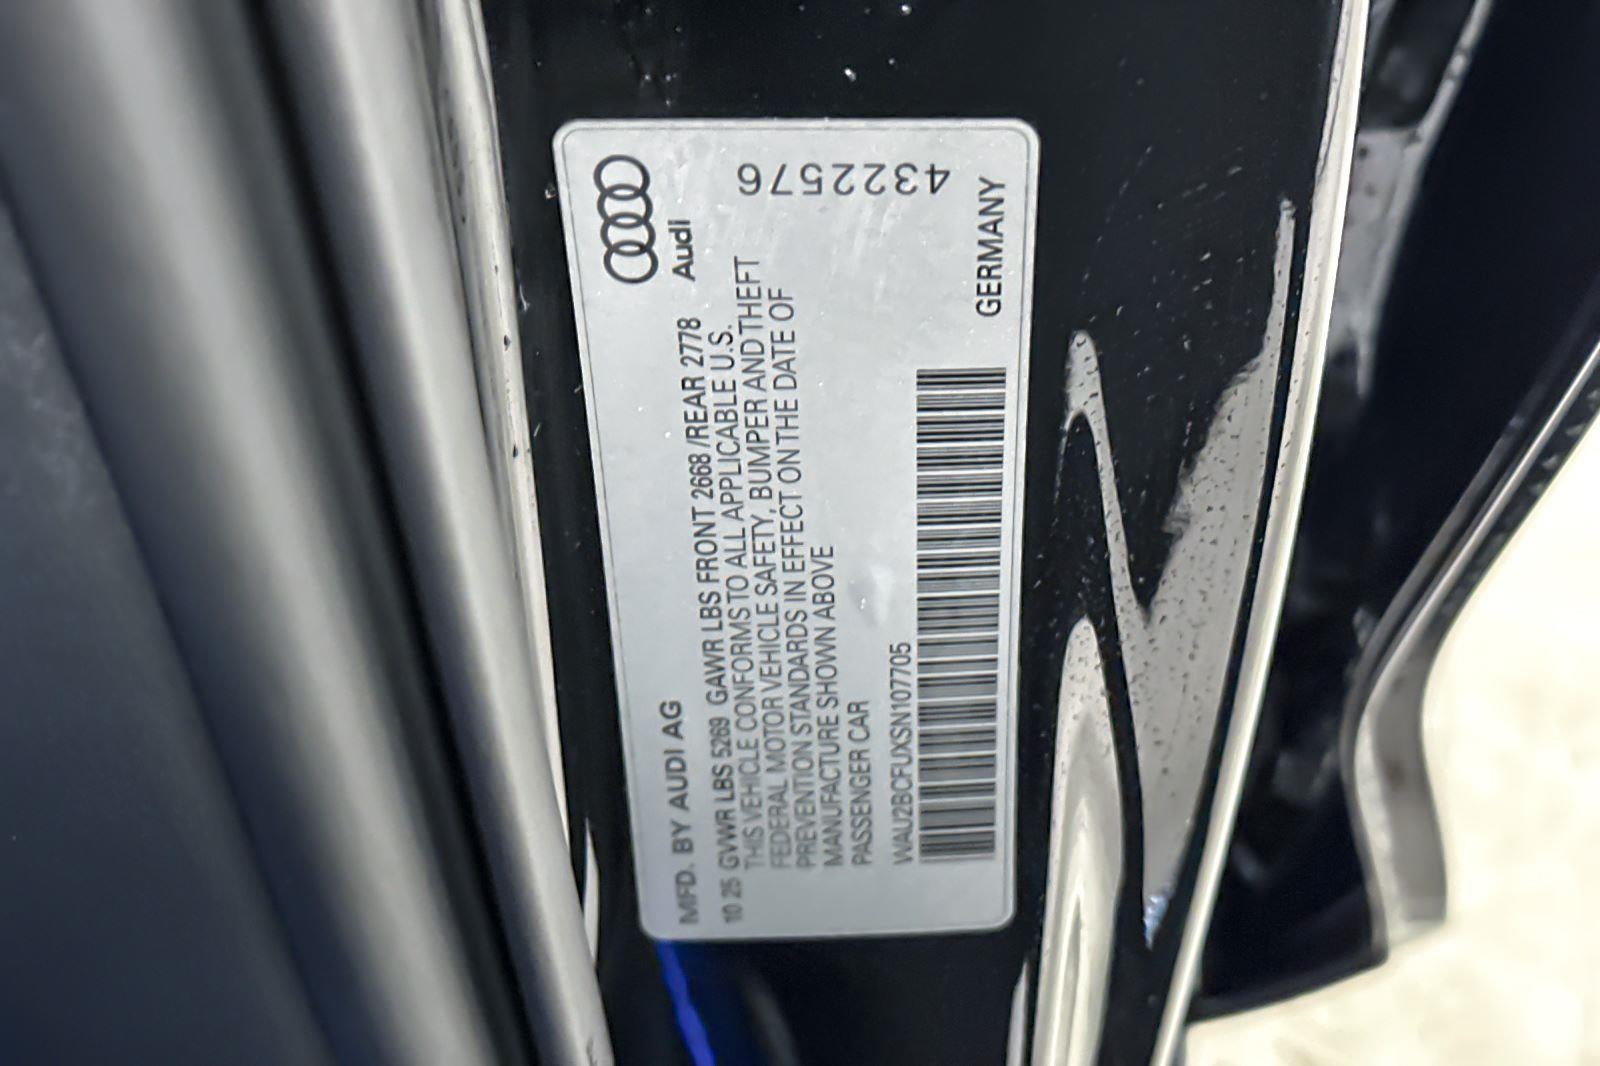 Audi
4322576
MFD. BY AUDI AG
10 25 GVWR LBS 5269 GAWR LBS FRONT 2668 /REAR 2778
THIS VEHICLE CONFORMS TO ALL APPLICABLE U.S.
FEDERAL MOTOR VEHICLE SAFETY, BUMPER AND THEFT
PREVENTION STANDARDS IN EFFECT ON THE DATE OF
MANUFACTURE SHOWN ABOVE
PASSENGER CAR
WAU2BCFUXSN107705
GERMANY